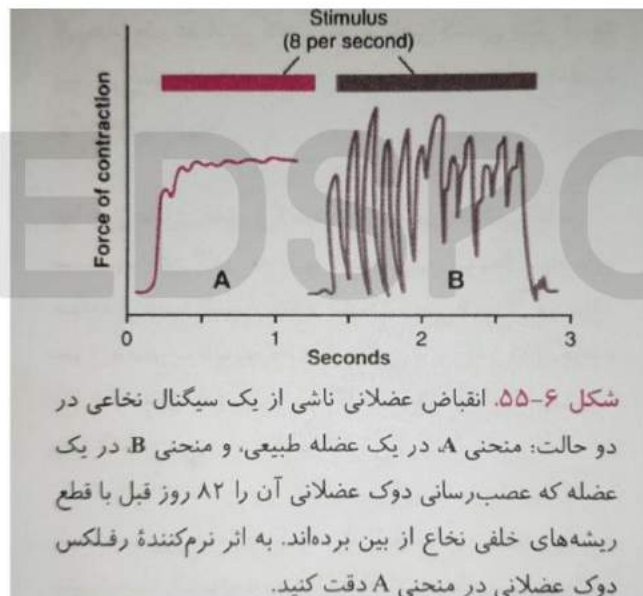 Stimulus
(8 per second)
EDSPO
Force of contraction
A
B
0
1
2
3
Seconds
شکل ۶-۵۵. انقباض عضلانی ناشی از یک سیگنال نخاعی در
دو حالت: منحنی A، در یک عضله طبیعی، و منحنی B، در یک
عضله که عصب‌رسانی دوک عضلانی آن را ۸۲ روز قبل با قطع
ریشه‌های خلفی نخاع از بین برده‌اند. به اثر نرم‌کنندهٔ رفلکس
دوک عضلانی در منحنی A دقت کنید.